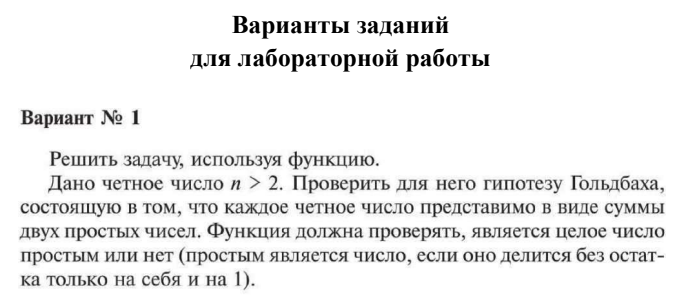 Варианты заданий
для лабораторной работы
Вариант № 1
Решить задачу, используя функцию.
Дано четное число n > 2. Проверить для него гипотезу Гольдбаха,
состоящую в том, что каждое четное число представимо в виде суммы
двух простых чисел. Функция должна проверять, является целое число
простым или нет (простым является число, если оно делится без остат-
ка только на себя и на 1).